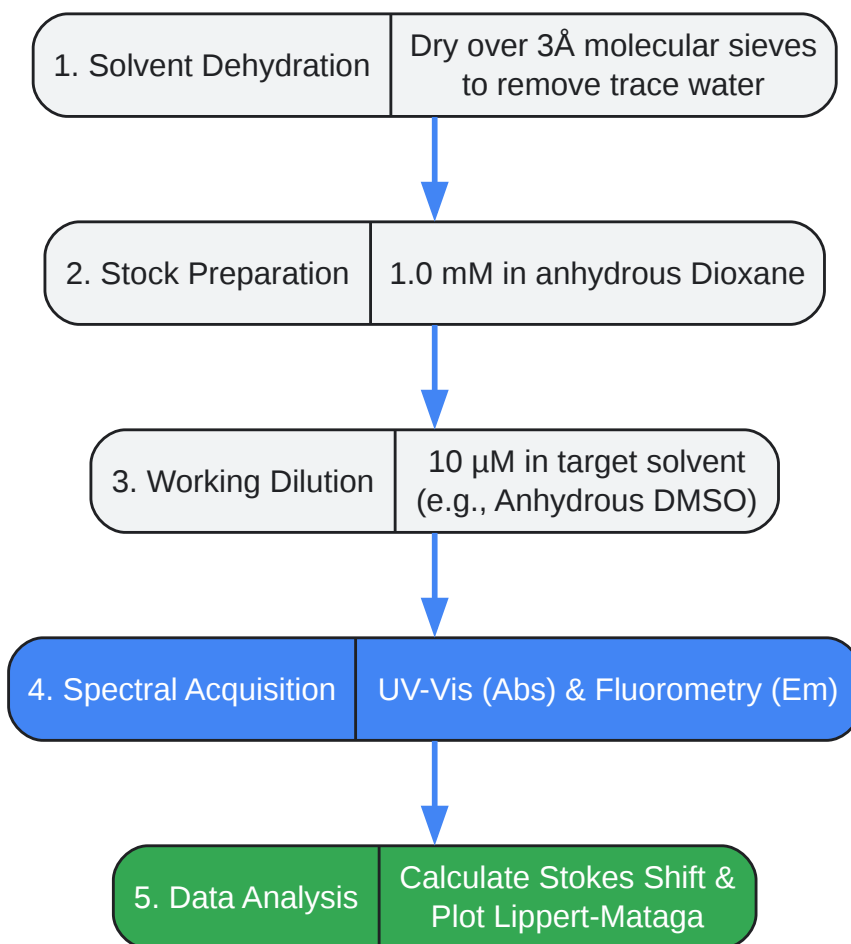 1. Solvent Dehydration
Dry over 3Å molecular sieves
to remove trace water
2. Stock Preparation
1.0 mM in anhydrous Dioxane
3. Working Dilution
10 µM in target solvent
(e.g., Anhydrous DMSO)
4. Spectral Acquisition
UV-Vis (Abs) & Fluorometry (Em)
5. Data Analysis
Calculate Stokes Shift &
Plot Lippert-Mataga